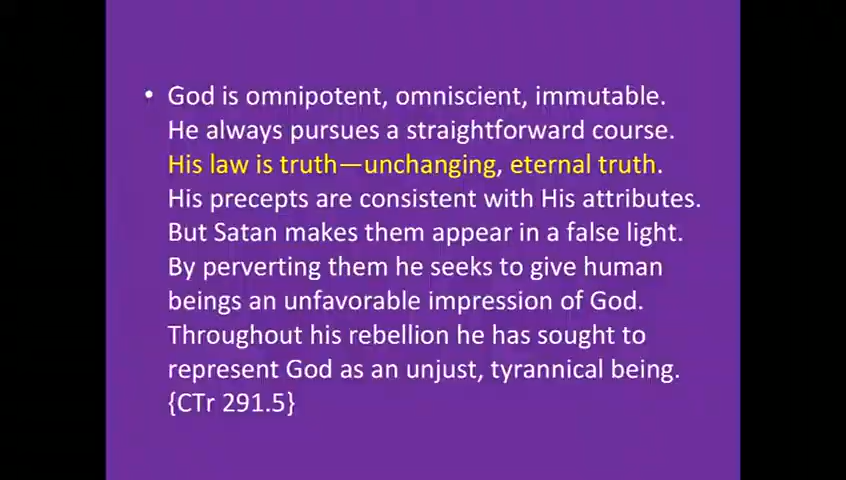 • God is omnipotent, omniscient, immutable.
He always pursues a straightforward course.
His law is truth—unchanging, eternal truth.
His precepts are consistent with His attributes.
But Satan makes them appear in a false light.
By perverting them he seeks to give human
beings an unfavorable impression of God.
Throughout his rebellion he has sought to
represent God as an unjust, tyrannical being.
{CTr 291.5}